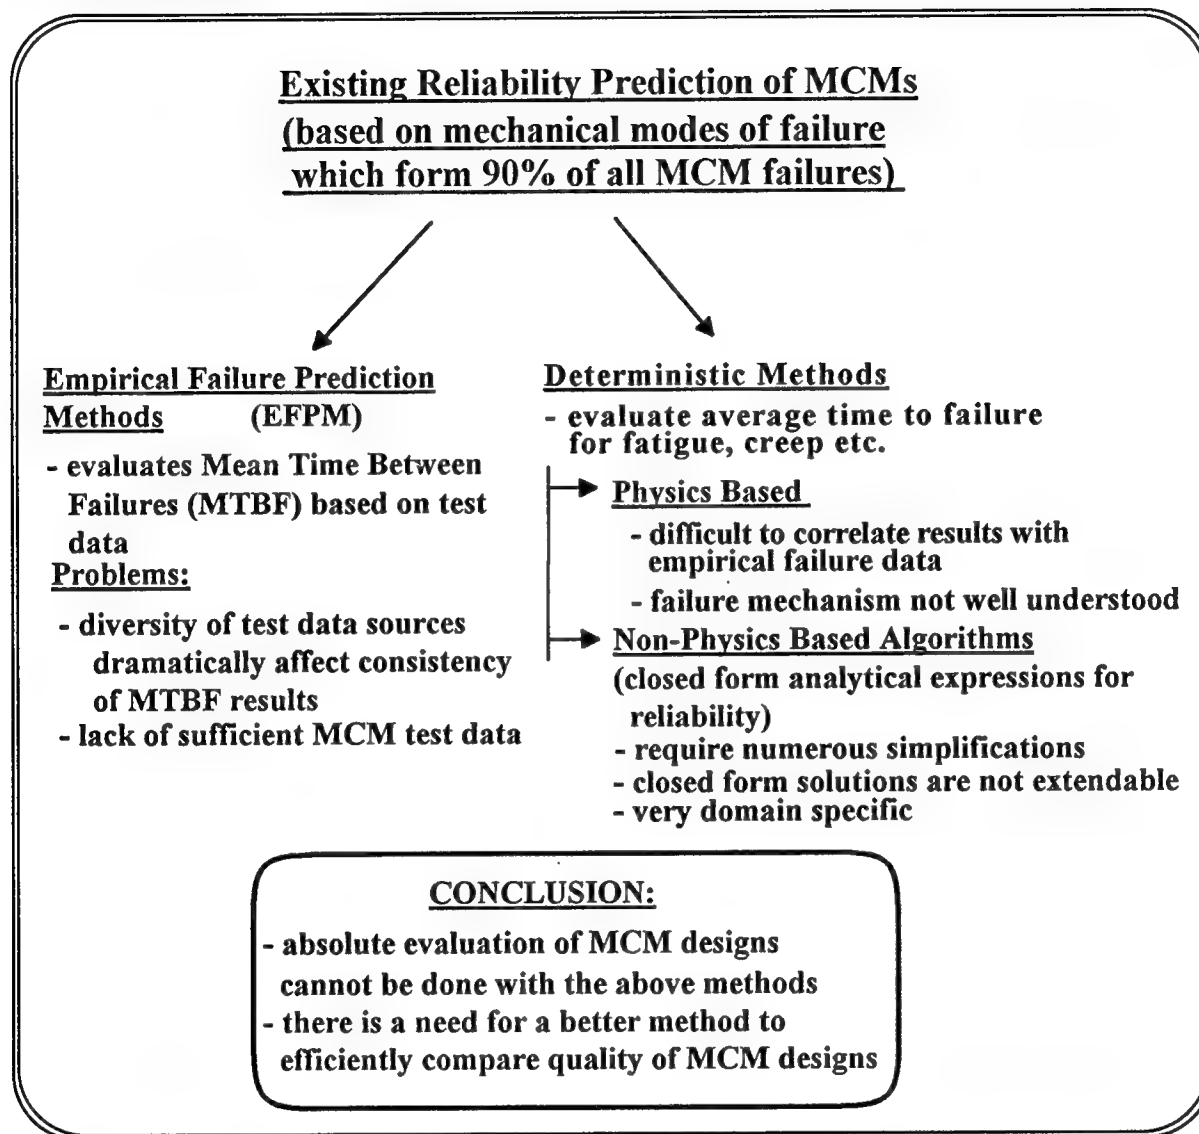 Existing Reliability Prediction of MCMs
(based on mechanical modes of failure
which form 90% of all MCM failures)
Empirical Failure Prediction
Methods (EFPM)
- evaluates Mean Time Between
Failures (MTBF) based on test
data
Problems:
- diversity of test data sources
dramatically affect consistency
of MTBF results
- lack of sufficient MCM test data
Deterministic Methods
- evaluate average time to failure
for fatigue, creep etc.
Physics Based
- difficult to correlate results with
empirical failure data
- failure mechanism not well understood
Non-Physics Based Algorithms
(closed form analytical expressions for
reliability)
- require numerous simplifications
- closed form solutions are not extendable
- very domain specific
CONCLUSION:
- absolute evaluation of MCM designs
cannot be done with the above methods
- there is a need for a better method to
efficiently compare quality of MCM designs